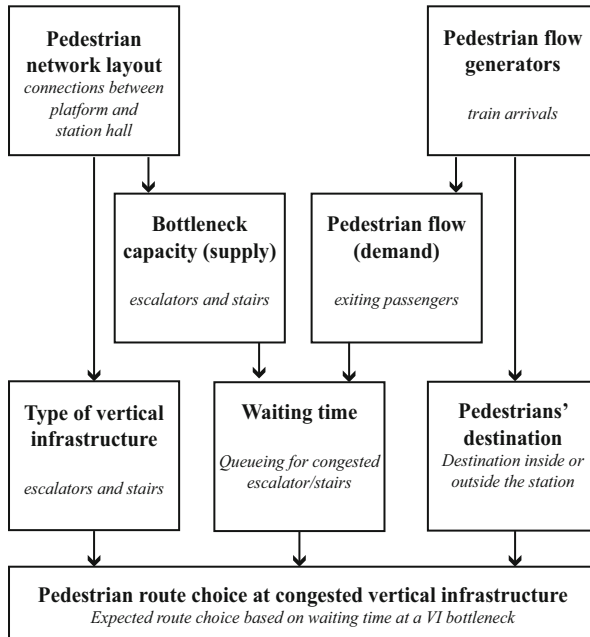 Pedestrian
network layout
connections between
platform and
station hall
Pedestrian flow
generators
train arrivals
Bottleneck
capacity (supply)
escalators and stairs
Pedestrian flow
(demand)
exiting passengers
Type of vertical
infrastructure
escalators and stairs
Waiting time
Queueing for congested
escalator/stairs
Pedestrians’
destination
Destination inside or
outside the station
Pedestrian route choice at congested vertical infrastructure
Expected route choice based on waiting time at a VI bottleneck